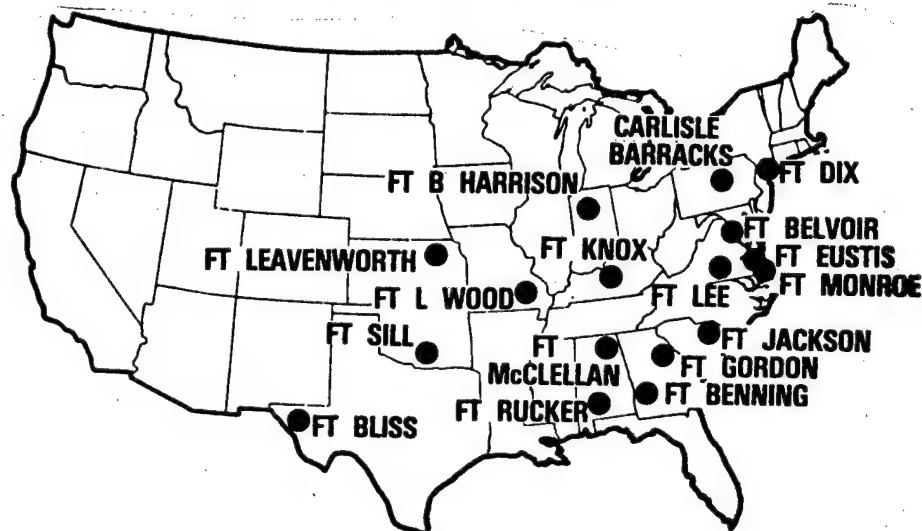 CARLISLE
BARRACKS
FT DIX
FT B HARRISON
FT BELVOIR
FT KNOX
FT EUSTIS
FT LEAVENWORTH
FT MONROE
FT L WOOD
FT LEE
FT SILL
FT JACKSON
FT
McCLELLAN
FT GORDON
FT BENNING
FT RUCKER
FT BLISS